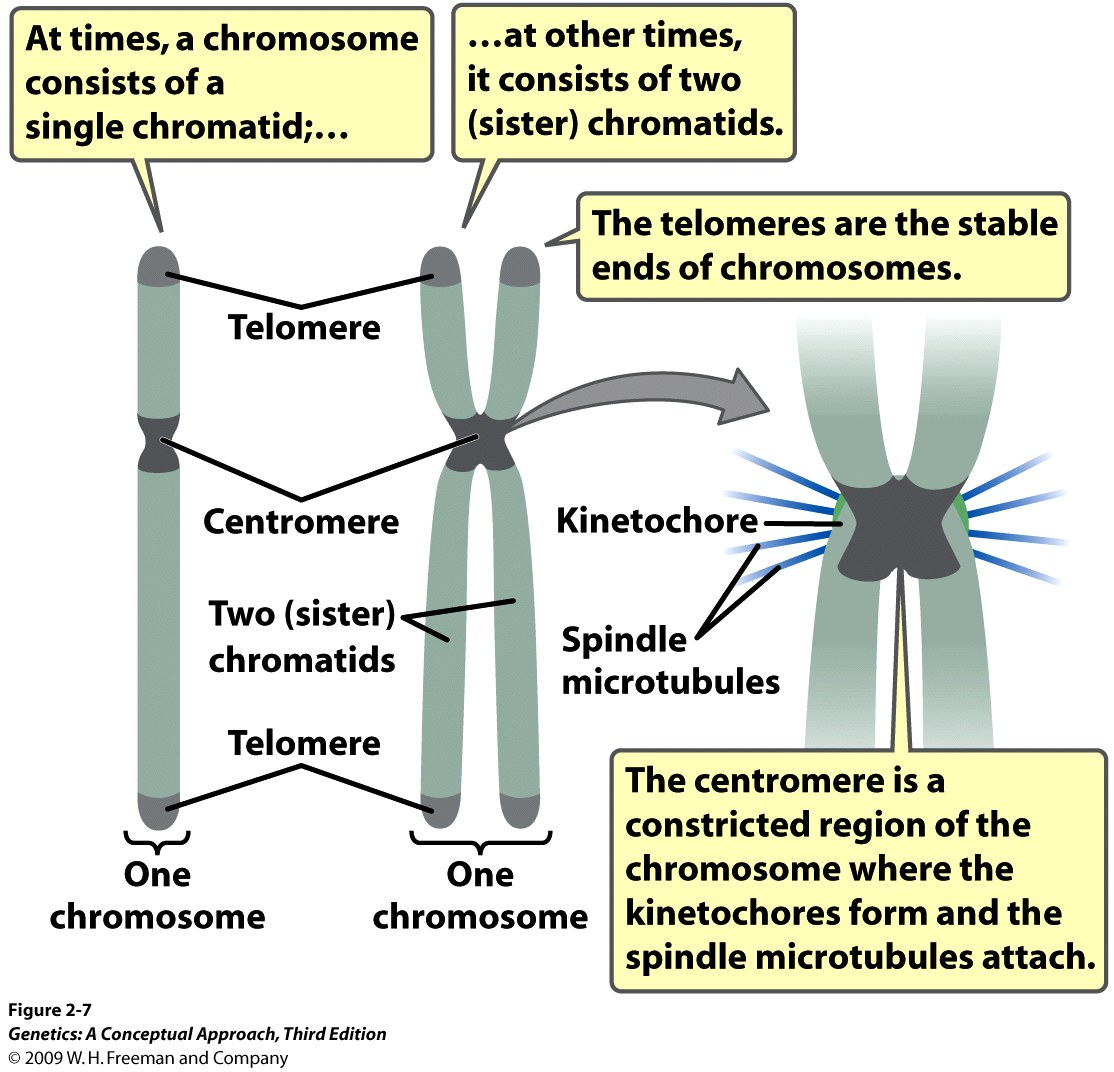 At times, a chromosome
consists of a
single chromatid;...
...at other times,
it consists of two
(sister) chromatids.
The telomeres are the stable
ends of chromosomes.
Telomere
Centromere
Kinetochore
Two (sister)
chromatids
Spindle
microtubules
Telomere
The centromere is a
constricted region of the
chromosome where the
kinetochores form and the
spindle microtubules attach.
One
chromosome
One
chromosome
Figure 2-7
Genetics: A Conceptual Approach, Third Edition
© 2009 W. H. Freeman and Company